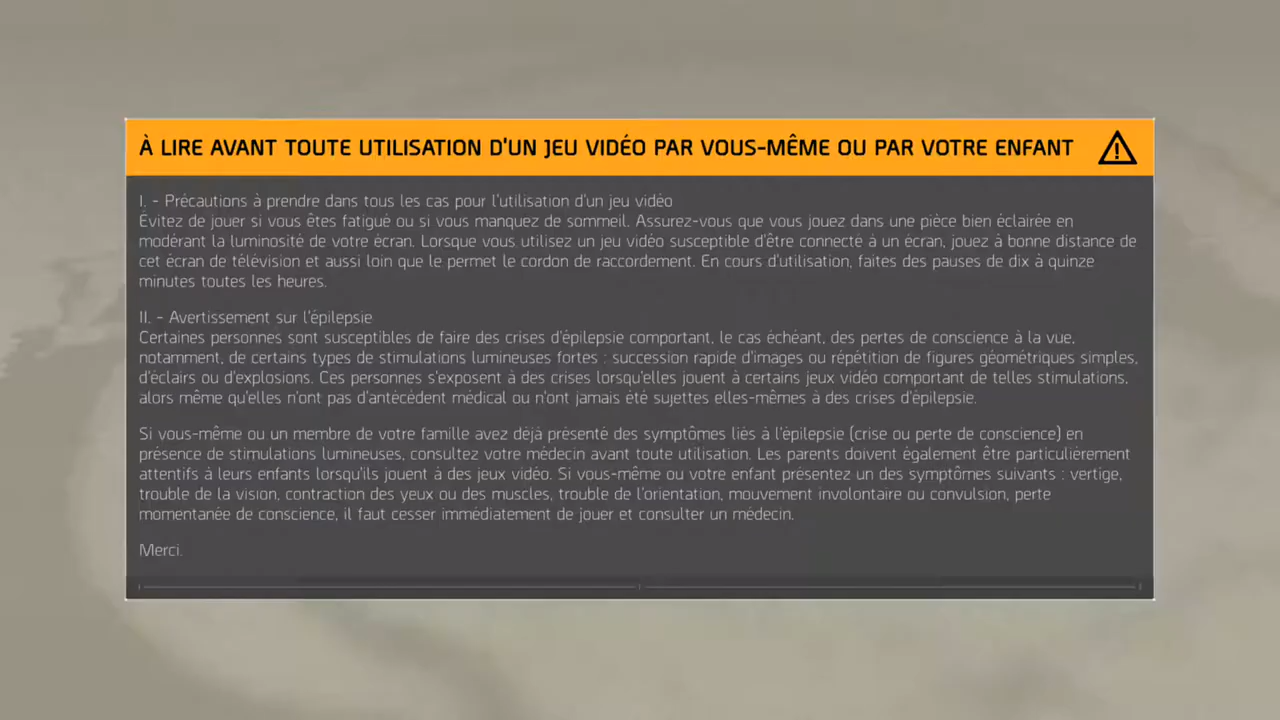 À LIRE AVANT TOUTE UTILISATION D'UN JEU VIDÉO PAR VOUS-MÊME OU PAR VOTRE ENFANT
I. - Précautions à prendre dans tous les cas pour l'utilisation d'un jeu vidéo
Évitez de jouer si vous êtes fatigué ou si vous manquez de sommeil. Assurez-vous que vous jouez dans une pièce bien éclairée en
modérant la luminosité de votre écran. Lorsque vous utilisez un jeu vidéo susceptible d'être connecté à un écran, jouez à bonne distance de
cet écran de télévision et aussi loin que le permet le cordon de raccordement. En cours d'utilisation, faites des pauses de dix à quinze
minutes toutes les heures.
II. - Avertissement sur l'épilepsie
Certaines personnes sont susceptibles de faire des crises d'épilepsie comportant, le cas échéant, des pertes de conscience à la vue,
notamment, de certains types de stimulations lumineuses fortes : succession rapide d'images ou répétition de figures géométriques simples,
d'éclairs ou d'explosions. Ces personnes s'exposent à des crises lorsqu'elles jouent à certains jeux vidéo comportant de telles stimulations,
alors même qu'elles n'ont pas d'antécédent médical ou n'ont jamais été sujettes elles-mêmes à des crises d'épilepsie.
Si vous-même ou un membre de votre famille avez déjà présenté des symptômes liés à l'épilepsie (crise ou perte de conscience) en
présence de stimulations lumineuses, consultez votre médecin avant toute utilisation. Les parents doivent également être particulièrement
attentifs à leurs enfants lorsqu'ils jouent à des jeux vidéo. Si vous-même ou votre enfant présentez un des symptômes suivants : vertige,
trouble de la vision, contraction des yeux ou des muscles, trouble de l'orientation, mouvement involontaire ou convulsion, perte
momentanée de conscience, il faut cesser immédiatement de jouer et consulter un médecin.
Merci.